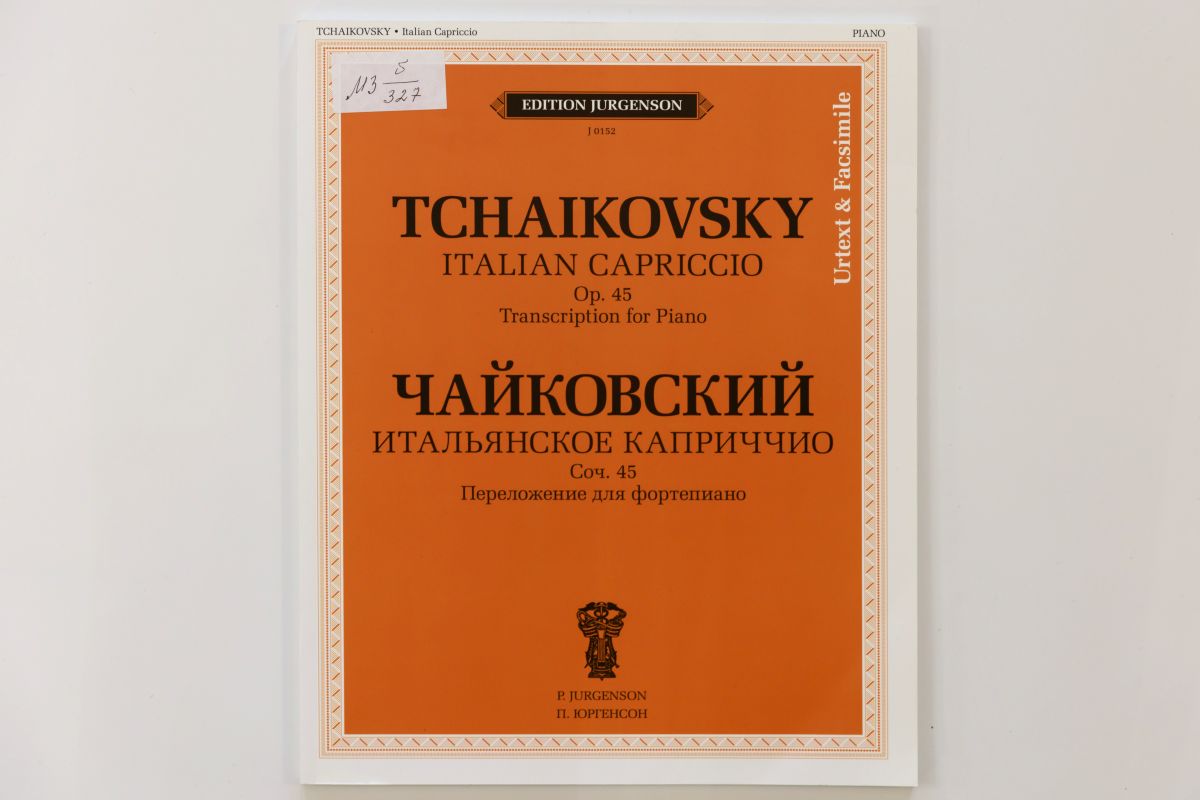 TCHAIKOVSKY • Italian Capriccio
PIANO
МЗ 5/327
EDITION JURGENSON
J 0152
Urtext & Facsimile
TCHAIKOVSKY
ITALIAN CAPRICCIO
Op. 45
Transcription for Piano
ЧАЙКОВСКИЙ
ИТАЛЬЯНСКОЕ КАПРИЧЧИО
Соч. 45
Переложение для фортепиано
P. JURGENSON
П. ЮРГЕНСОН